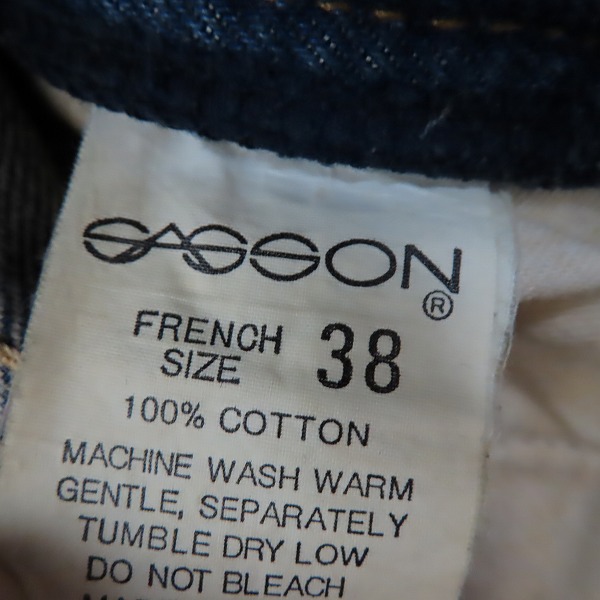 SASSON®
FRENCH SIZE 38
100% COTTON
MACHINE WASH WARM
GENTLE, SEPARATELY
TUMBLE DRY LOW
DO NOT BLEACH